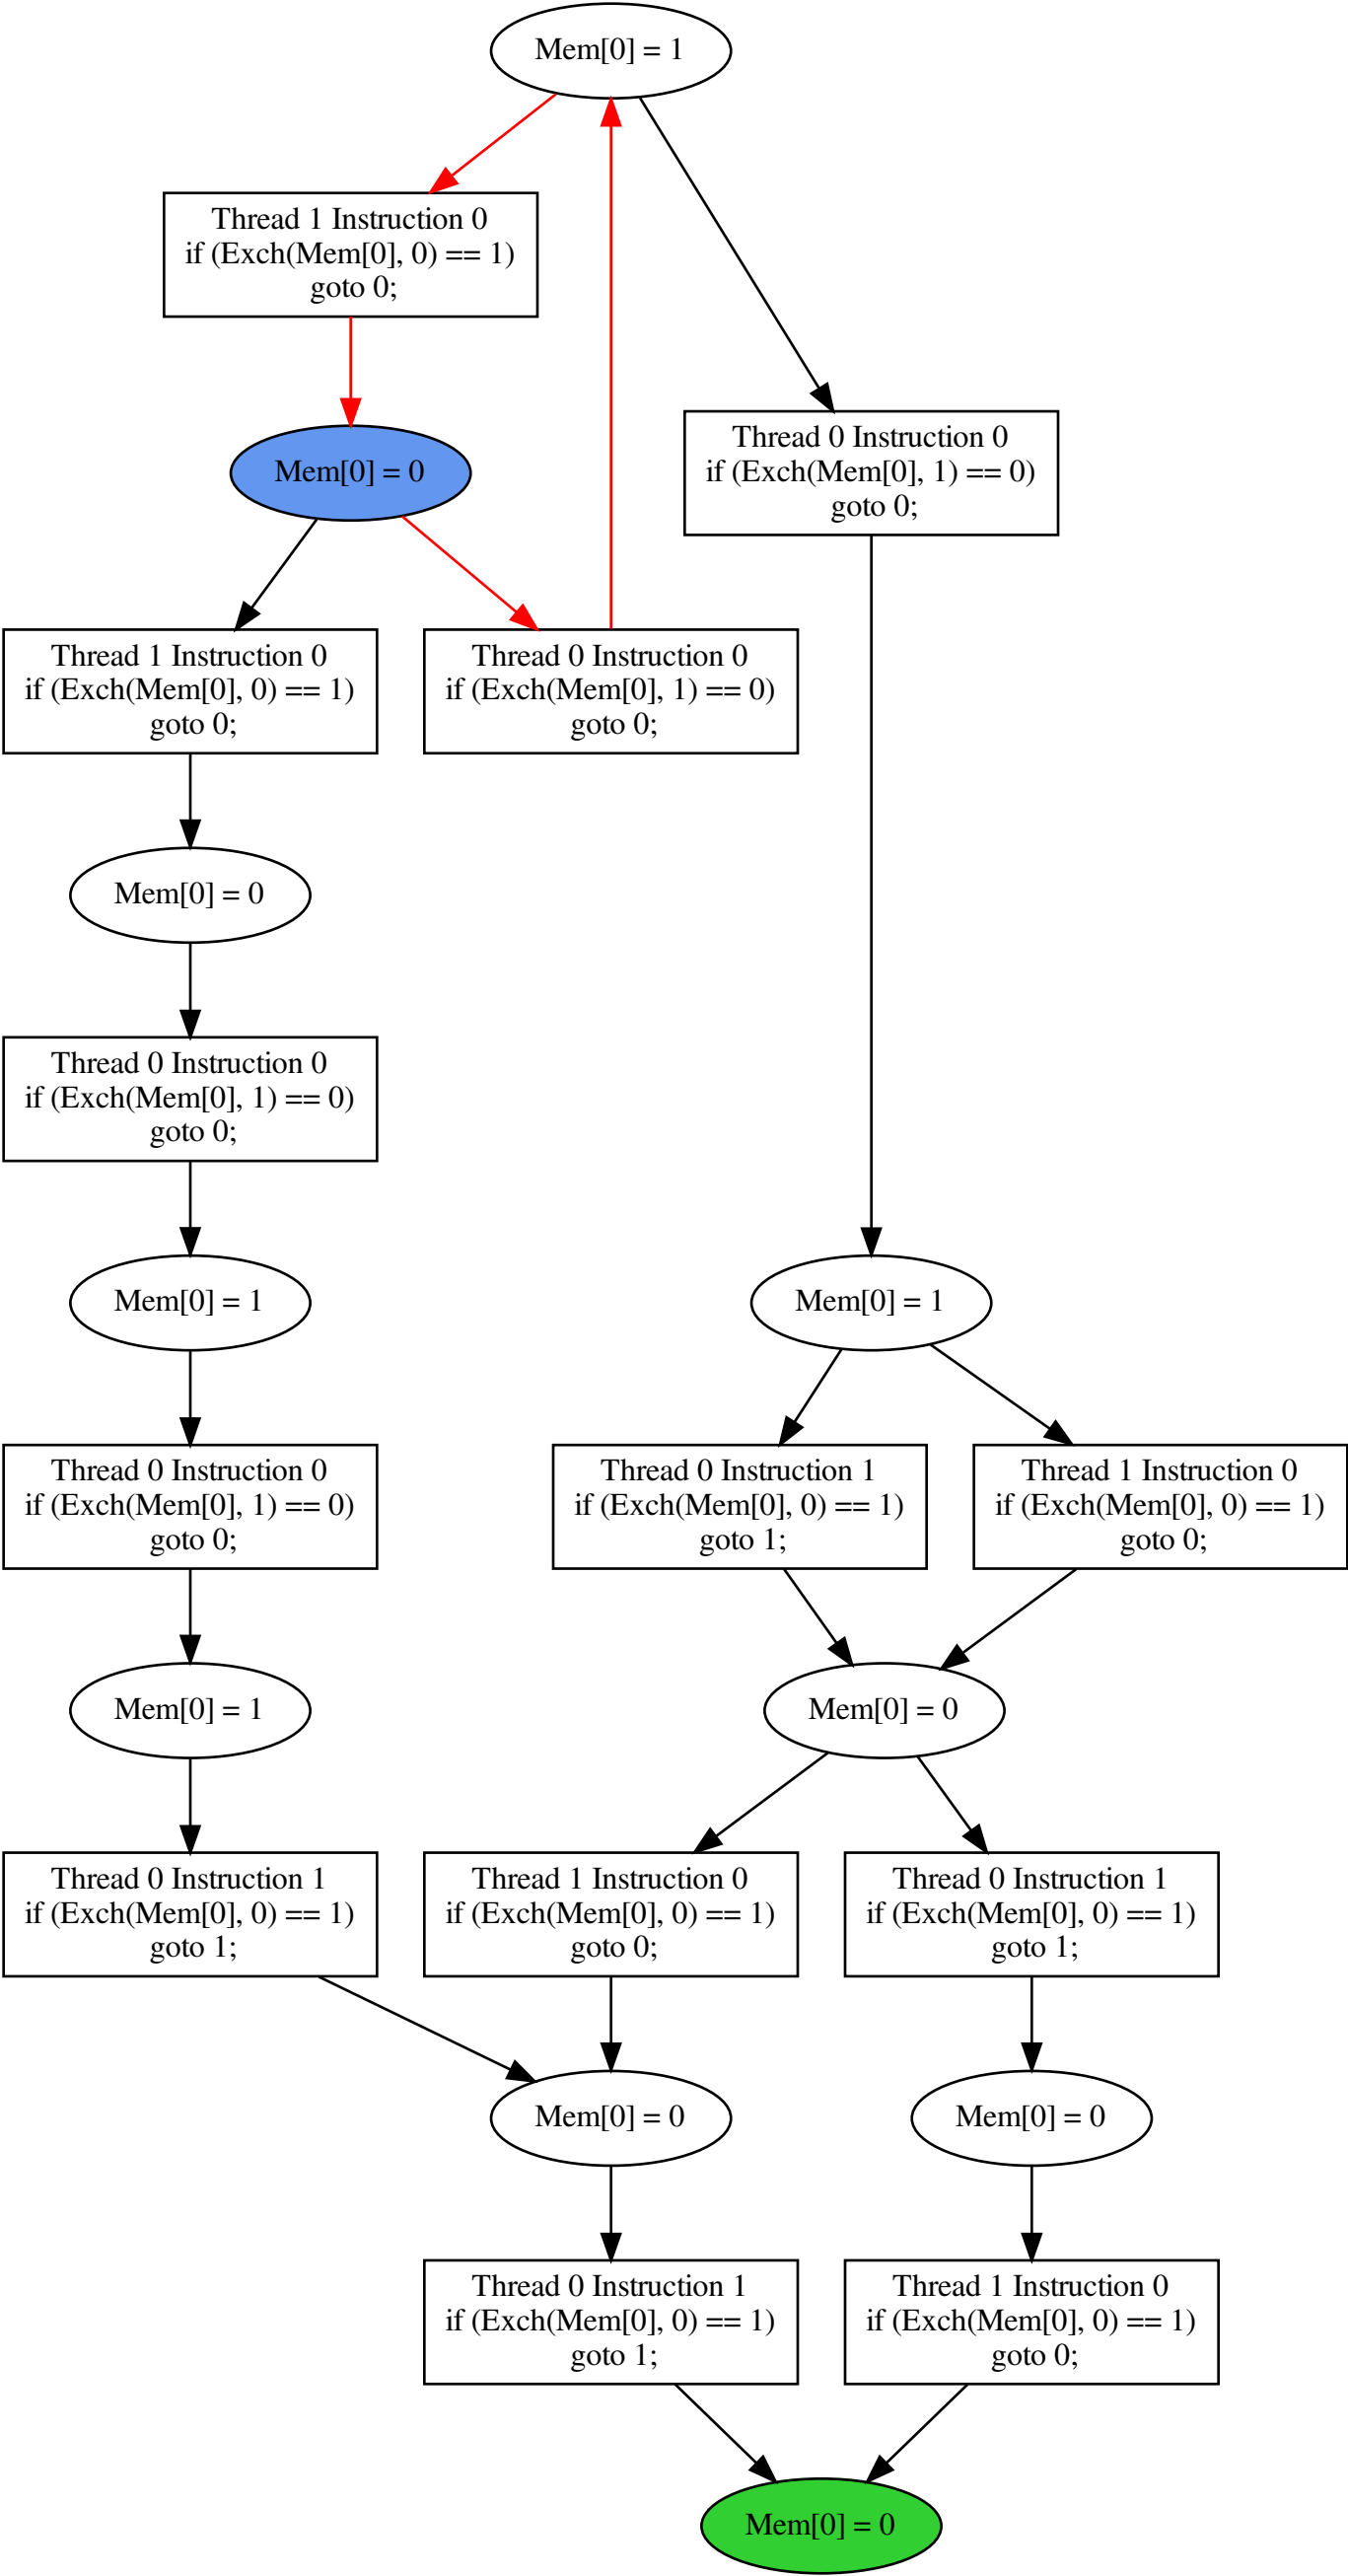 Mem[0] = 1
Thread 1 Instruction 0
if (Exch(Mem[0], 0) == 1)
goto 0;
Mem[0] = 0
Thread 0 Instruction 0
if (Exch(Mem[0], 1) == 0)
goto 0;
Thread 1 Instruction 0
if (Exch(Mem[0], 0) == 1)
goto 0;
Thread 0 Instruction 0
if (Exch(Mem[0], 1) == 0)
goto 0;
Mem[0] = 0
Thread 0 Instruction 0
if (Exch(Mem[0], 1) == 0)
goto 0;
Mem[0] = 1
Mem[0] = 1
Thread 0 Instruction 0
if (Exch(Mem[0], 1) == 0)
goto 0;
Thread 0 Instruction 1
if (Exch(Mem[0], 0) == 1)
goto 1;
Thread 1 Instruction 0
if (Exch(Mem[0], 0) == 1)
goto 0;
Mem[0] = 1
Mem[0] = 0
Thread 0 Instruction 1
if (Exch(Mem[0], 0) == 1)
goto 1;
Thread 1 Instruction 0
if (Exch(Mem[0], 0) == 1)
goto 0;
Thread 0 Instruction 1
if (Exch(Mem[0], 0) == 1)
goto 1;
Mem[0] = 0
Mem[0] = 0
Thread 0 Instruction 1
if (Exch(Mem[0], 0) == 1)
goto 1;
Thread 1 Instruction 0
if (Exch(Mem[0], 0) == 1)
goto 0;
Mem[0] = 0